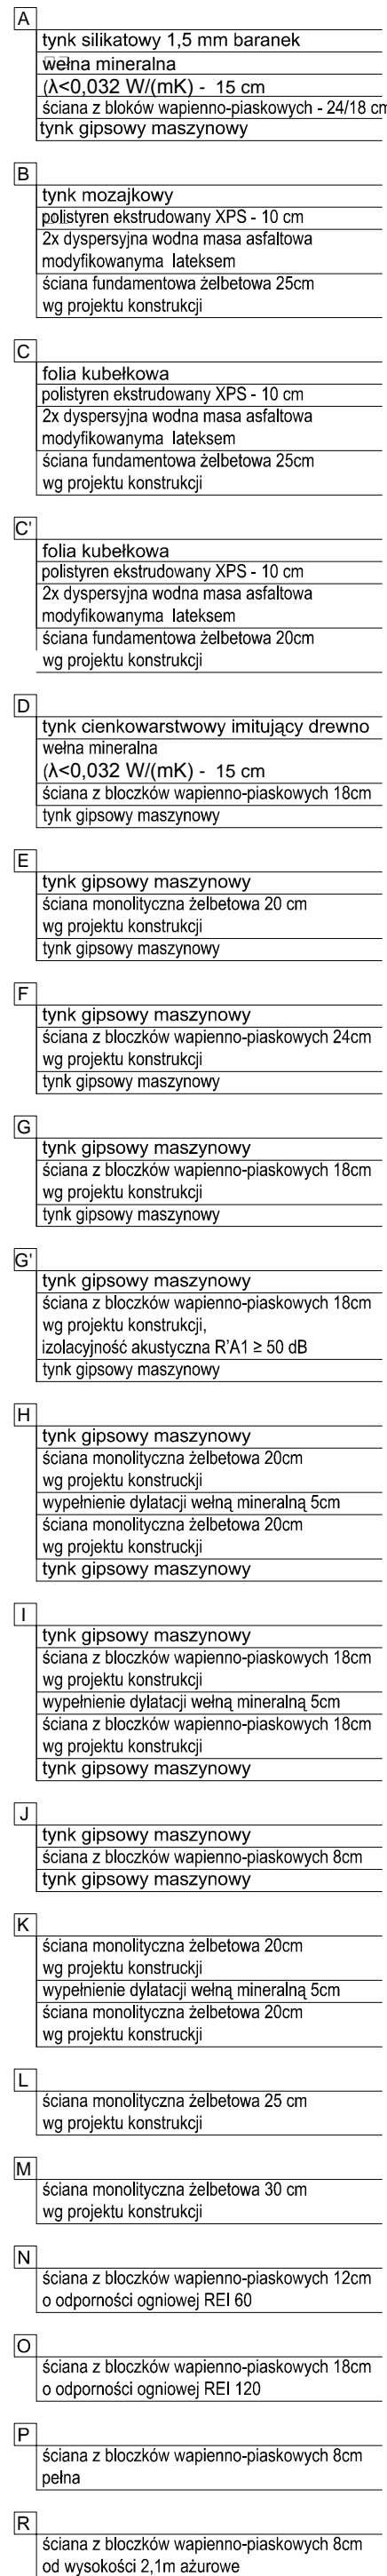 A
tynk silikatowy 1,5 mm baranek
wełna mineralna
(λ<0,032 W/(mK) - 15 cm
ściana z bloków wapienno-piaskowych - 24/18 cm
tynk gipsowy maszynowy
B
tynk mozajkowy
polistyren ekstrudowany XPS - 10 cm
2x dyspersyjna wodna masa asfaltowa
modyfikowanyma lateksem
ściana fundamentowa żelbetowa 25cm
wg projektu konstrukcji
C
folia kubełkowa
polistyren ekstrudowany XPS - 10 cm
2x dyspersyjna wodna masa asfaltowa
modyfikowanyma lateksem
ściana fundamentowa żelbetowa 25cm
wg projektu konstrukcji
C'
folia kubełkowa
polistyren ekstrudowany XPS - 10 cm
2x dyspersyjna wodna masa asfaltowa
modyfikowanyma lateksem
ściana fundamentowa żelbetowa 20cm
wg projektu konstrukcji
D
tynk cienkowarstwowy imitujący drewno
wełna mineralna
(λ<0,032 W/(mK) - 15 cm
ściana z bloczków wapienno-piaskowych 18cm
tynk gipsowy maszynowy
E
tynk gipsowy maszynowy
ściana monolityczna żelbetowa 20 cm
wg projektu konstrukcji
tynk gipsowy maszynowy
F
tynk gipsowy maszynowy
ściana z bloczków wapienno-piaskowych 24cm
wg projektu konstrukcji
tynk gipsowy maszynowy
G
tynk gipsowy maszynowy
ściana z bloczków wapienno-piaskowych 18cm
wg projektu konstrukcji
tynk gipsowy maszynowy
G'
tynk gipsowy maszynowy
ściana z bloczków wapienno-piaskowych 18cm
wg projektu konstrukcji,
izolacyjność akustyczna R'A1 ≥ 50 dB
tynk gipsowy maszynowy
H
tynk gipsowy maszynowy
ściana monolityczna żelbetowa 20cm
wg projektu konstruckji
wypełnienie dylatacji wełną mineralną 5cm
ściana monolityczna żelbetowa 20cm
wg projektu konstruckji
tynk gipsowy maszynowy
I
tynk gipsowy maszynowy
ściana z bloczków wapienno-piaskowych 18cm
wg projektu konstrukcji
wypełnienie dylatacji wełną mineralną 5cm
ściana z bloczków wapienno-piaskowych 18cm
wg projektu konstrukcji
tynk gipsowy maszynowy
J
tynk gipsowy maszynowy
ściana z bloczków wapienno-piaskowych 8cm
tynk gipsowy maszynowy
K
ściana monolityczna żelbetowa 20cm
wg projektu konstruckji
wypełnienie dylatacji wełną mineralną 5cm
ściana monolityczna żelbetowa 20cm
wg projektu konstruckji
L
ściana monolityczna żelbetowa 25 cm
wg projektu konstrukcji
M
ściana monolityczna żelbetowa 30 cm
wg projektu konstrukcji
N
ściana z bloczków wapienno-piaskowych 12cm
o odporności ogniowej REI 60
O
ściana z bloczków wapienno-piaskowych 18cm
o odporności ogniowej REI 120
P
ściana z bloczków wapienno-piaskowych 8cm
pełna
R
ściana z bloczków wapienno-piaskowych 8cm
od wysokości 2,1m ażurowe